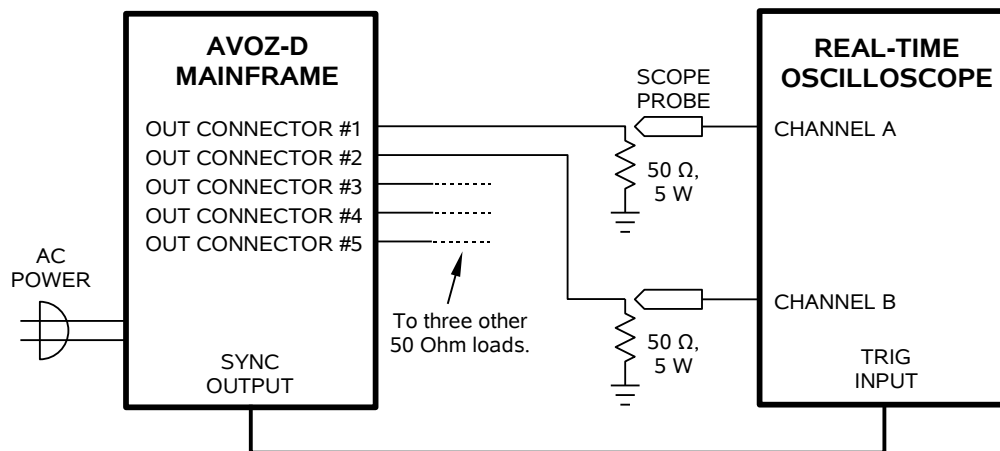 AVOZ-D
MAINFRAME
OUT CONNECTOR #1
OUT CONNECTOR #2
OUT CONNECTOR #3
OUT CONNECTOR #4
OUT CONNECTOR #5
AC
POWER
SYNC
OUTPUT
To three other
50 Ohm loads.
SCOPE
PROBE
50 Ω,
5 W
50 Ω,
5 W
REAL-TIME
OSCILLOSCOPE
CHANNEL A
CHANNEL B
TRIG
INPUT